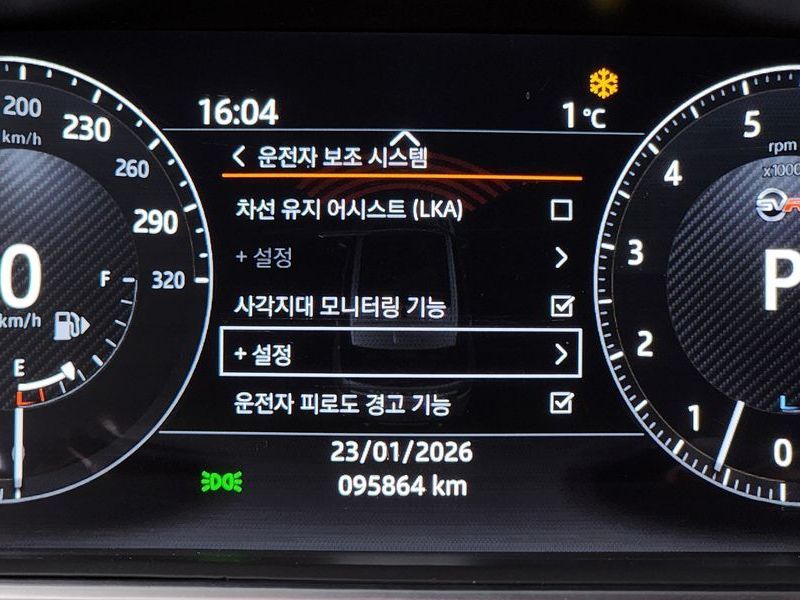 16:04
1 °C
운전자 보조 시스템
차선 유지 어시스트 (LKA)
+ 설정
사각지대 모니터링 기능
+ 설정
운전자 피로도 경고 기능
23/01/2026
095864 km
200
km/h
230
260
290
320
0
km/h
F
E
5
rpm
x1000
4
SVR
3
P
2
1
0